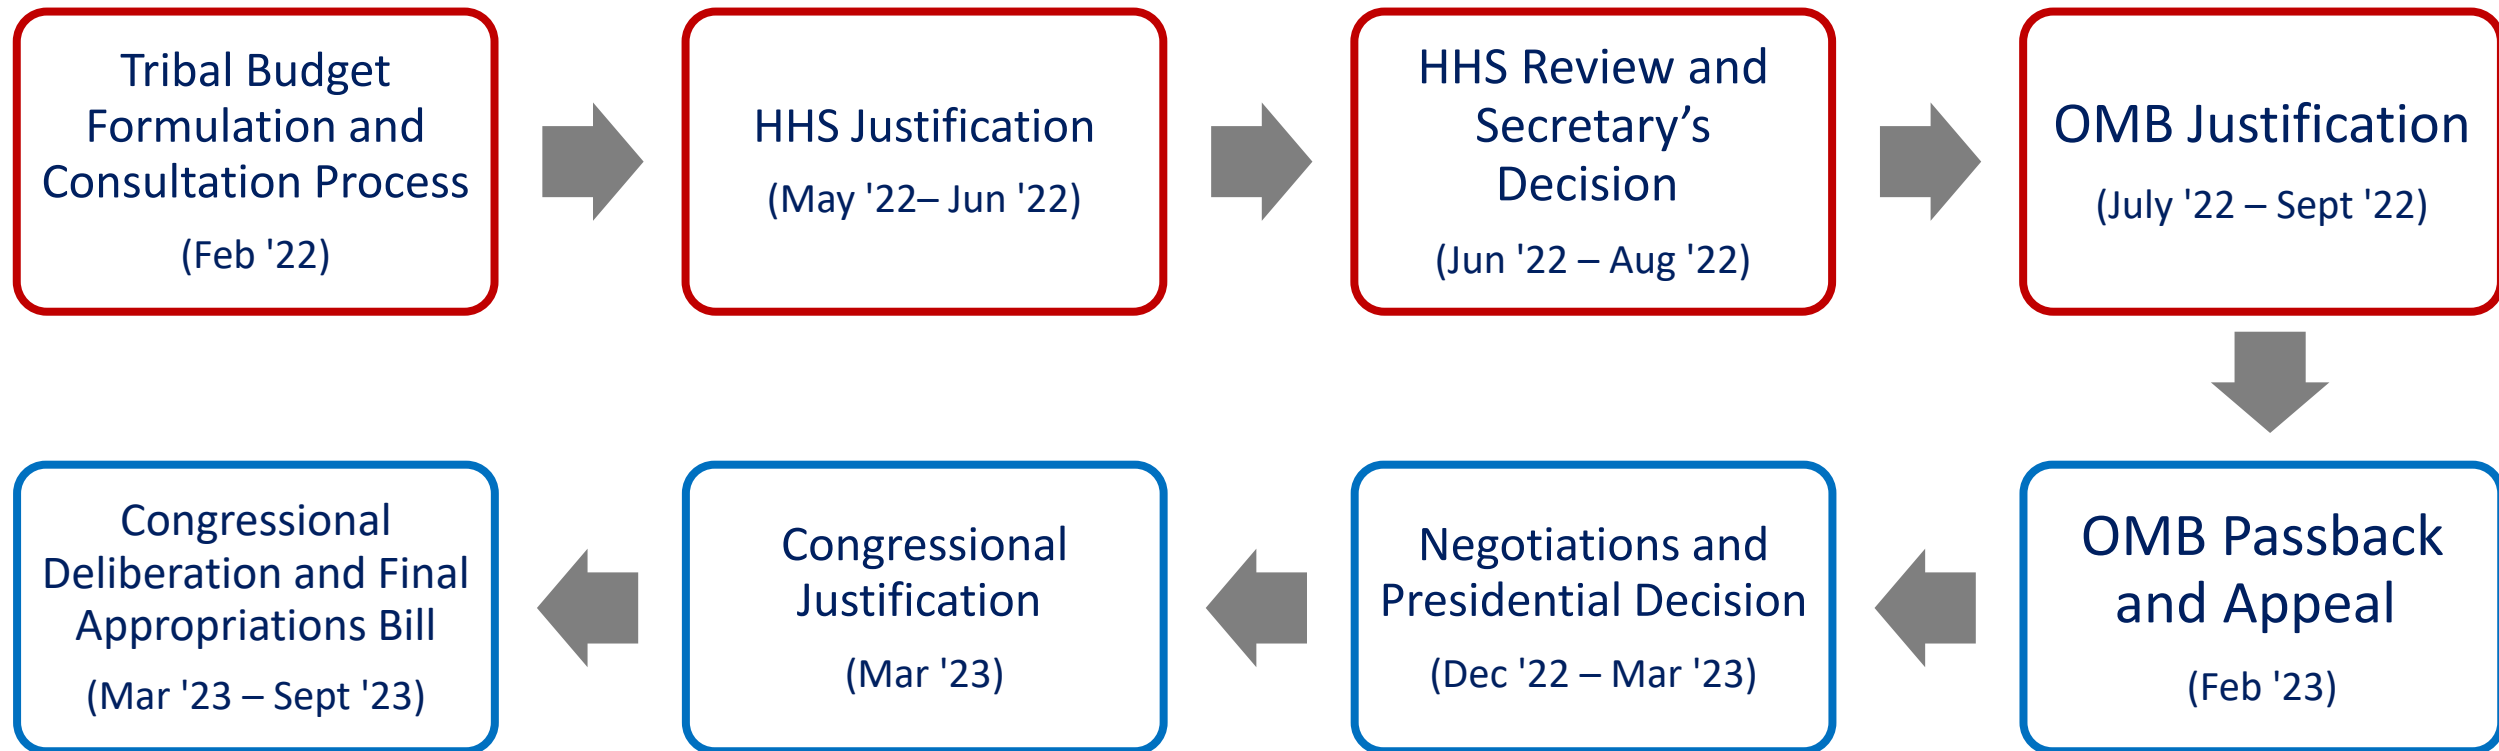 Tribal Budget
Formulation and
Consultation Process
(Feb '22)
HHS Justification
(May '22– Jun '22)
HHS Review and
Secretary’s
Decision
(Jun '22 – Aug '22)
OMB Justification
(July '22 – Sept '22)
OMB Passback
and Appeal
(Feb '23)
Negotiations and
Presidential Decision
(Dec '22 – Mar '23)
Congressional
Justification
(Mar '23)
Congressional
Deliberation and Final
Appropriations Bill
(Mar '23 – Sept '23)